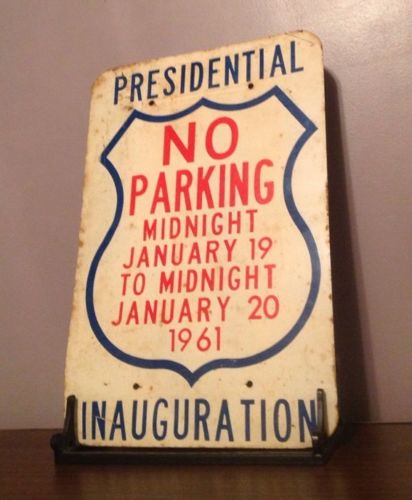 PRESIDENTIAL
NO
PARKING
MIDNIGHT
JANUARY 19
TO MIDNIGHT
JANUARY 20
1961
INAUGURATION